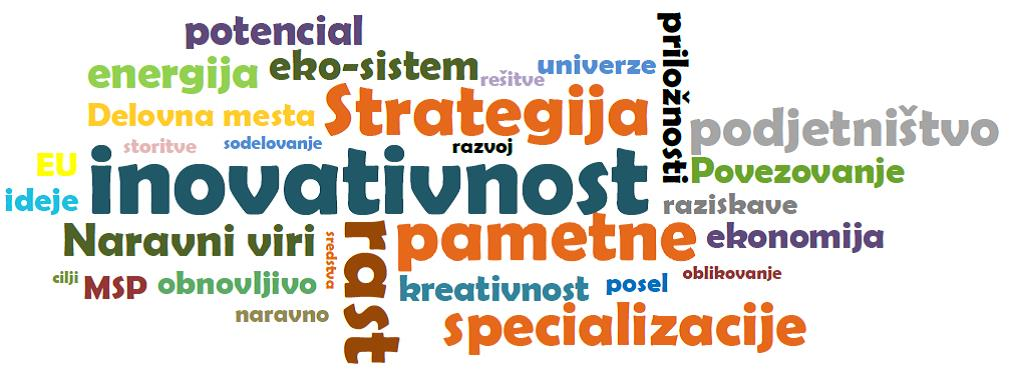 potencial
energija
eko-sistem
rešitve
univerze
priložnosti
Delovna mesta
Strategija
podjetništvo
storitve
sodelovanje
razvoj
EU
inovativnost
Povezovanje
ideje
raziskave
Naravni viri
sredstva
rast
pametne
ekonomija
cilji
MSP
obnovljivo
kreativnost
posel
oblikovanje
naravno
specializacije